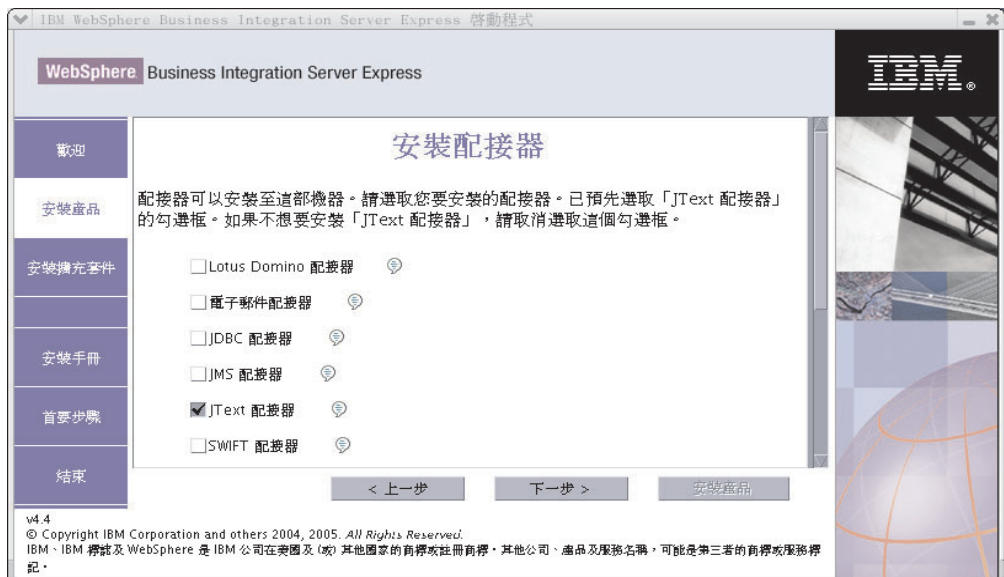 IBM WebSphere Business Integration Server Express 啓動程式
WebSphere. Business Integration Server Express
IBM®
歡迎
安裝產品
安裝擴充套件
安裝手冊
首要步驟
結束
安裝配接器
配接器可以安裝至這部機器。請選取您要安裝的配接器。已預先選取「JText 配接器」
的勾選框。如果不想要安裝「JText 配接器」，請取消選取這個勾選框。
Lotus Domino 配接器
電子郵件配接器
JDBC 配接器
JMS 配接器
JText 配接器
SWIFT 配接器
< 上一步
下一步 >
安裝產品
v4.4
© Copyright IBM Corporation and others 2004, 2005. All Rights Reserved.
IBM、IBM 標誌及 WebSphere 是 IBM 公司在美國及 (或) 其他國家的商標或註冊商標。其他公司、產品及服務名稱，可能是第三者的商標或服務標
記。